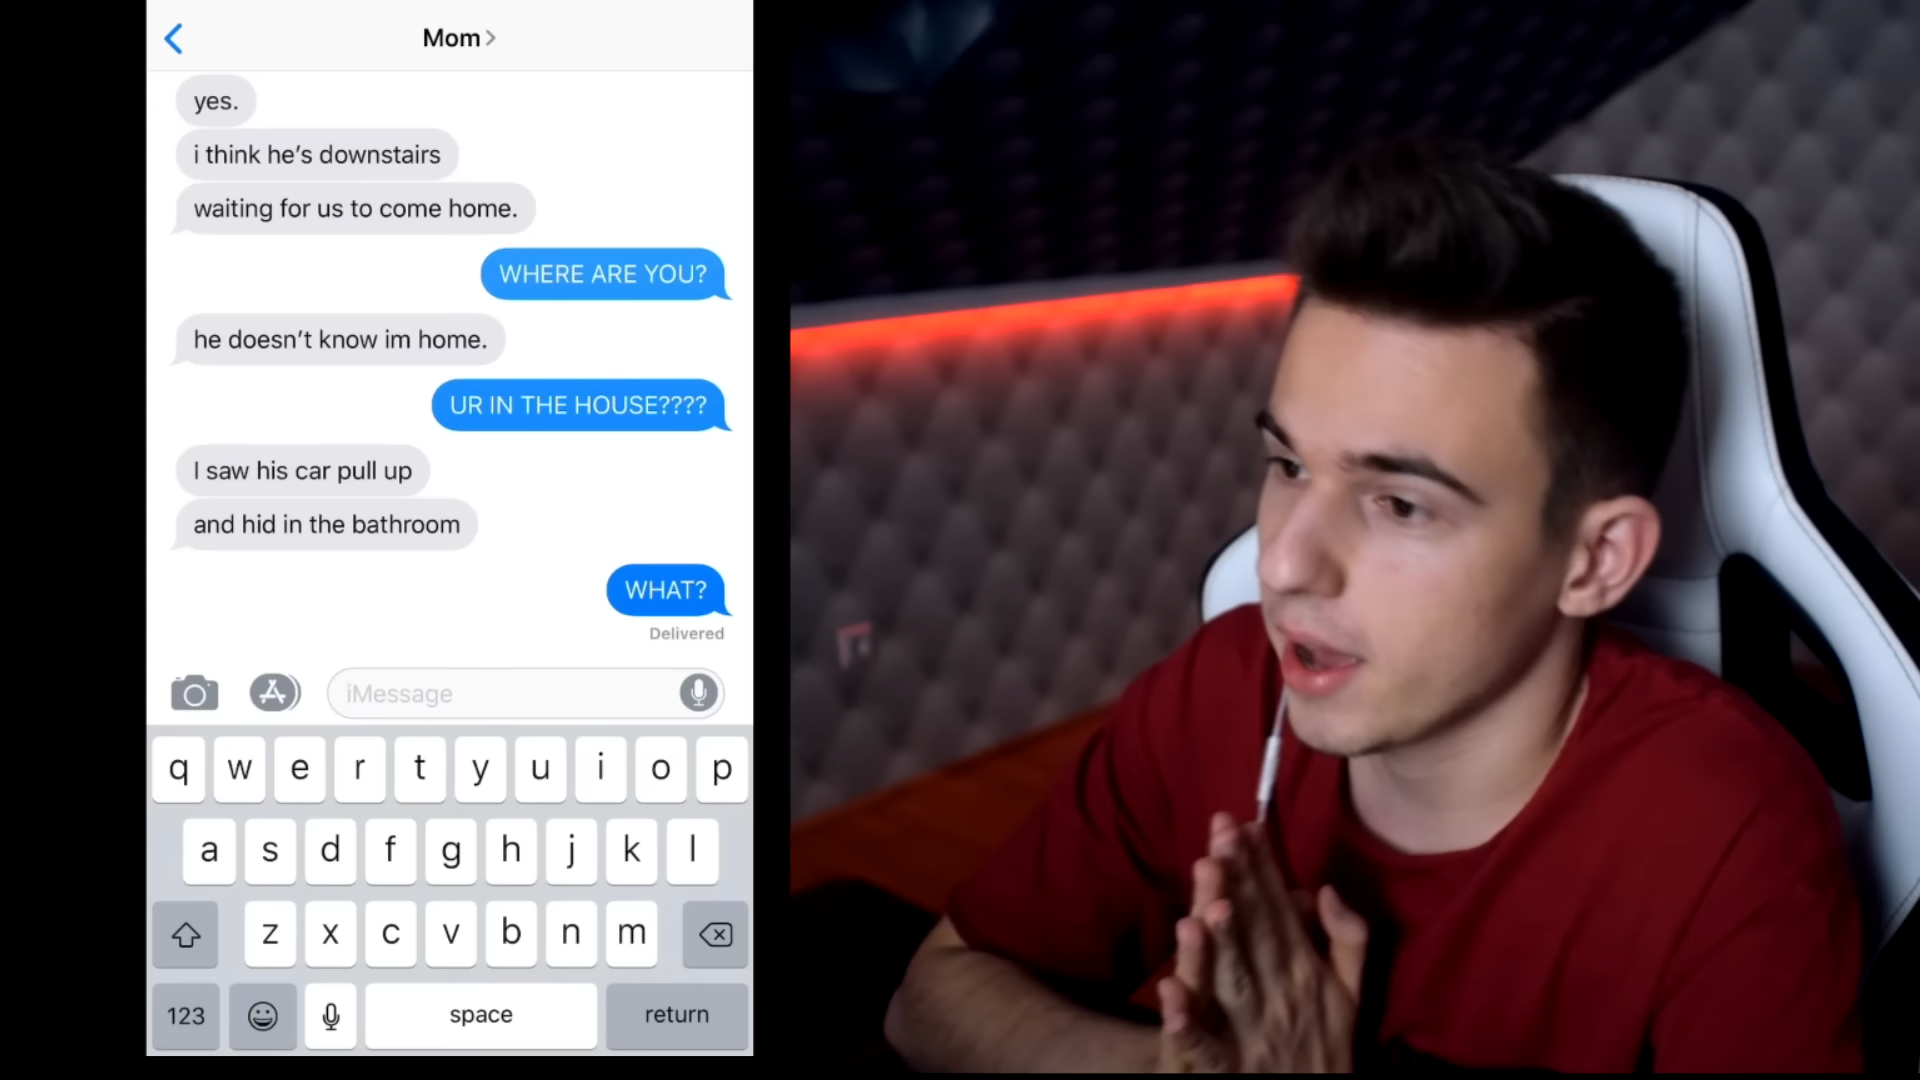 Mom
yes.
i think he's downstairs
waiting for us to come home.
WHERE ARE YOU?
he doesn't know im home.
UR IN THE HOUSE????
I saw his car pull up
and hid in the bathroom
WHAT?
Delivered
iMessage
q w e r t y u i o p
a s d f g h j k l
z x c v b n m
123 space return